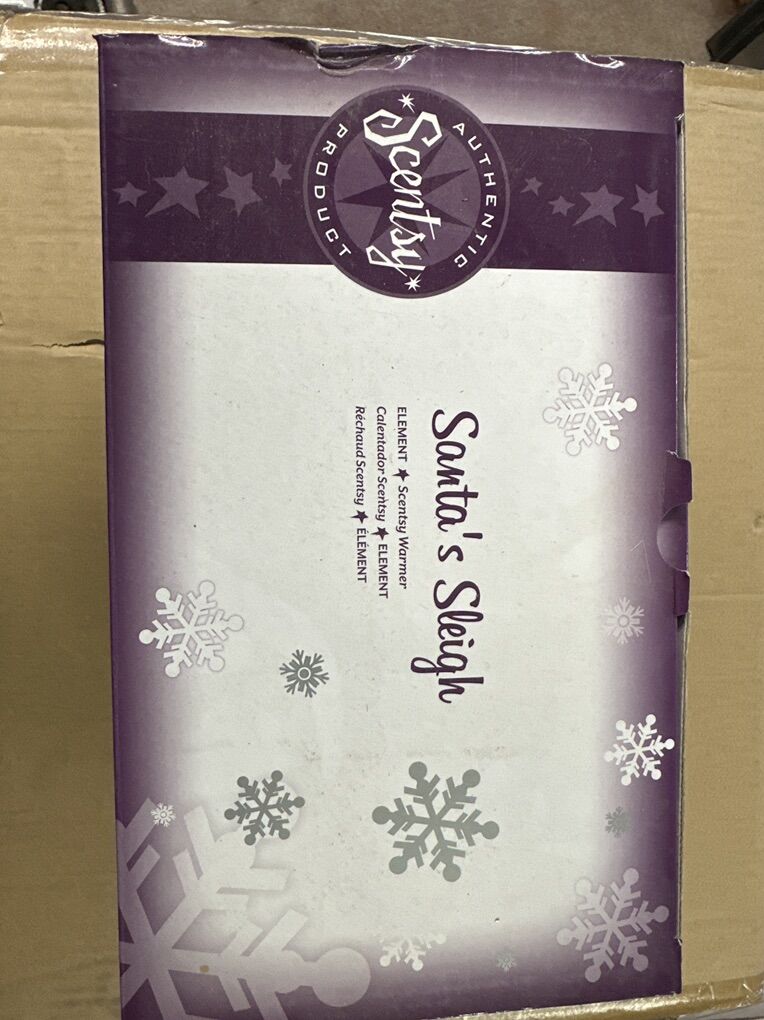 AUTHENTIC
Scentsy
PRODUCT
Santa's Sleigh
ELEMENT ★ Scentsy Warmer
Calentador Scentsy ★ ELEMENT
Réchaud Scentsy ★ ÉLÉMENT